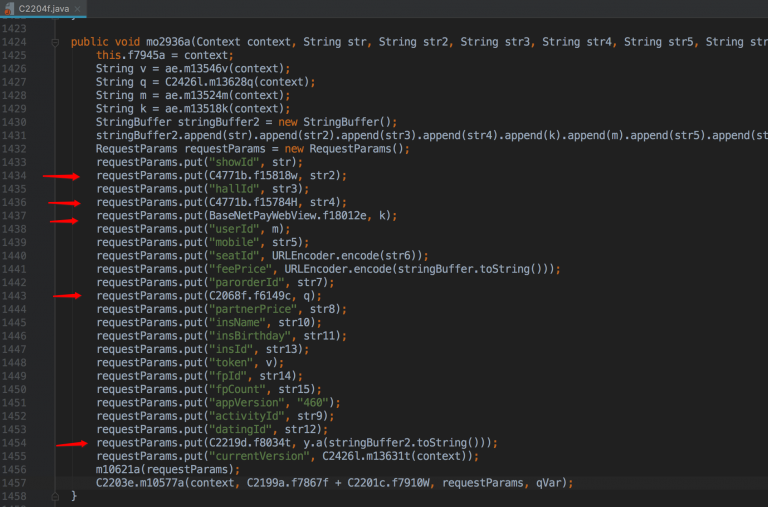 C2204f.java ×
1423 }
1424 public void mo2936a(Context context, String str, String str2, String str3, String str4, String str5, String str
1425 this.f7945a = context;
1426 String v = ae.m13546v(context);
1427 String q = C2426l.m13628q(context);
1428 String m = ae.m13524m(context);
1429 String k = ae.m13518k(context);
1430 StringBuffer stringBuffer2 = new StringBuffer();
1431 stringBuffer2.append(str).append(str2).append(str3).append(str4).append(k).append(m).append(str5).append(st
1432 RequestParams requestParams = new RequestParams();
1433 requestParams.put("showId", str);
1434 requestParams.put(C4771b.f15818w, str2);
1435 requestParams.put("hallId", str3);
1436 requestParams.put(C4771b.f15784H, str4);
1437 requestParams.put(BaseNetPayWebView.f18012e, k);
1438 requestParams.put("userId", m);
1439 requestParams.put("mobile", str5);
1440 requestParams.put("seatId", URLEncoder.encode(str6));
1441 requestParams.put("feePrice", URLEncoder.encode(stringBuffer.toString()));
1442 requestParams.put("parorderId", str7);
1443 requestParams.put(C2068f.f6149c, q);
1444 requestParams.put("partnerPrice", str8);
1445 requestParams.put("insName", str10);
1446 requestParams.put("insBirthday", str11);
1447 requestParams.put("insId", str13);
1448 requestParams.put("token", v);
1449 requestParams.put("fpId", str14);
1450 requestParams.put("fpCount", str15);
1451 requestParams.put("appVersion", "460");
1452 requestParams.put("activityId", str9);
1453 requestParams.put("datingId", str12);
1454 requestParams.put(C2219d.f8034t, y.a(stringBuffer2.toString()));
1455 requestParams.put("currentVersion", C2426l.m13631t(context));
1456 m10621a(requestParams);
1457 C2203e.m10577a(context, C2199a.f7867f + C2201c.f7910W, requestParams, qVar);
1458 }